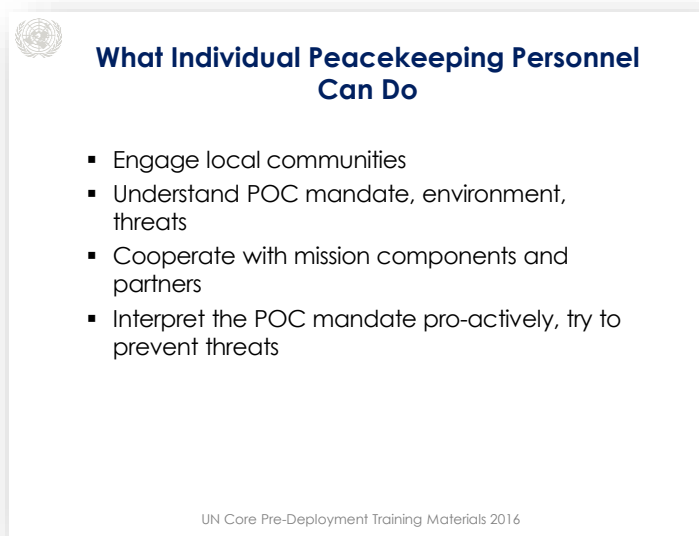 What Individual Peacekeeping Personnel
Can Do
▪ Engage local communities
▪ Understand POC mandate, environment,
threats
▪ Cooperate with mission components and
partners
▪ Interpret the POC mandate pro-actively, try to
prevent threats
UN Core Pre-Deployment Training Materials 2016